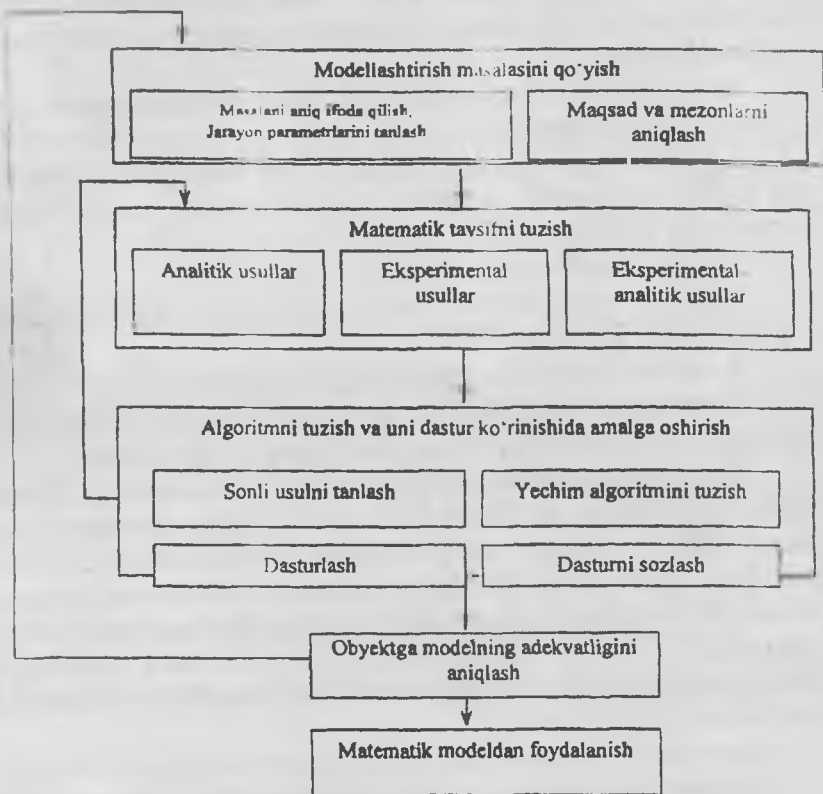 Modellashtirish masalasini qo‘yish
Masalani aniq ifoda qilish,
Jarayon parametrlarini tanlash
Maqsad va mezonlarni
aniqlash
Matematik tavsifni tuzish
Analitik usullar
Eksperimental
usullar
Eksperimental
analitik usullar
Algoritmni tuzish va uni dastur ko‘rinishida amalga oshirish
Sonli usulni tanlash
Yechim algoritmini tuzish
Dasturlash
Dasturni sozlash
Obyektga modelning adekvatligini
aniqlash
Matematik modeldan foydalanish